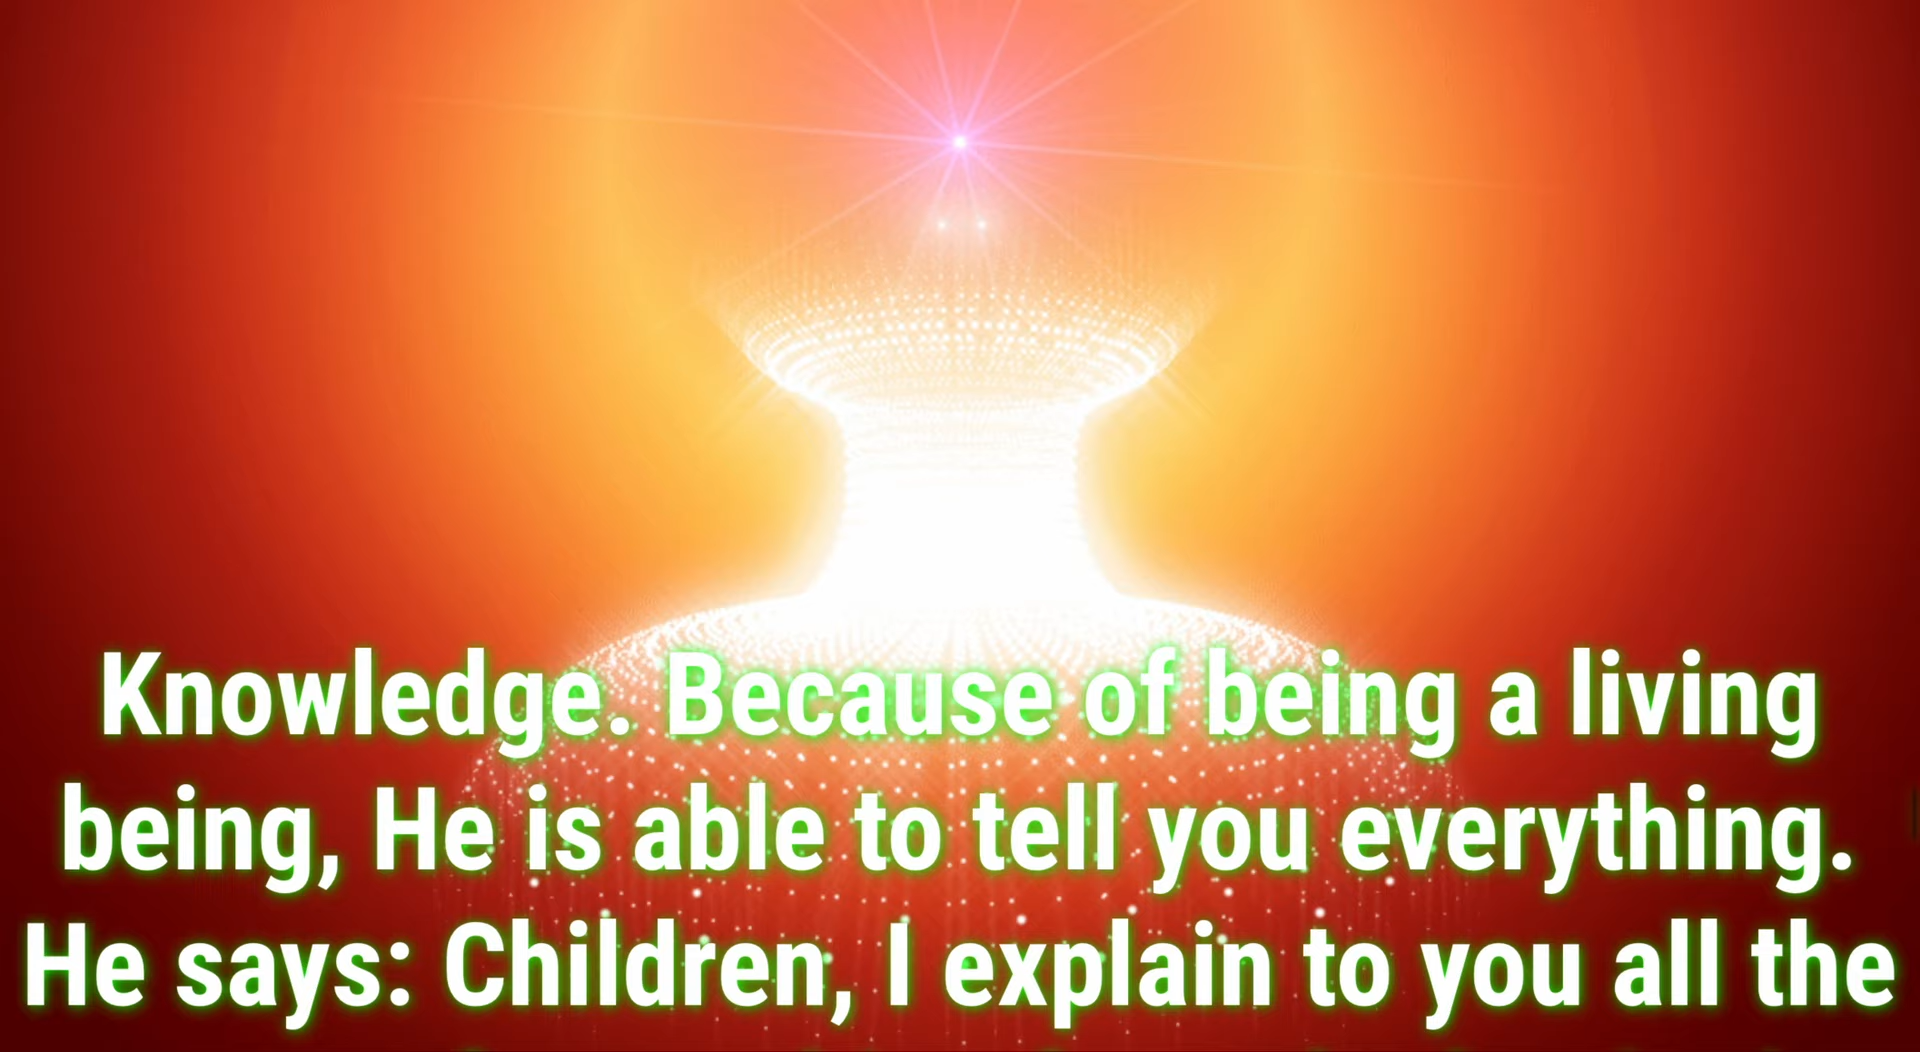 Knowledge. Because of being a living
being, He is able to tell you everything.
He says: Children, I explain to you all the